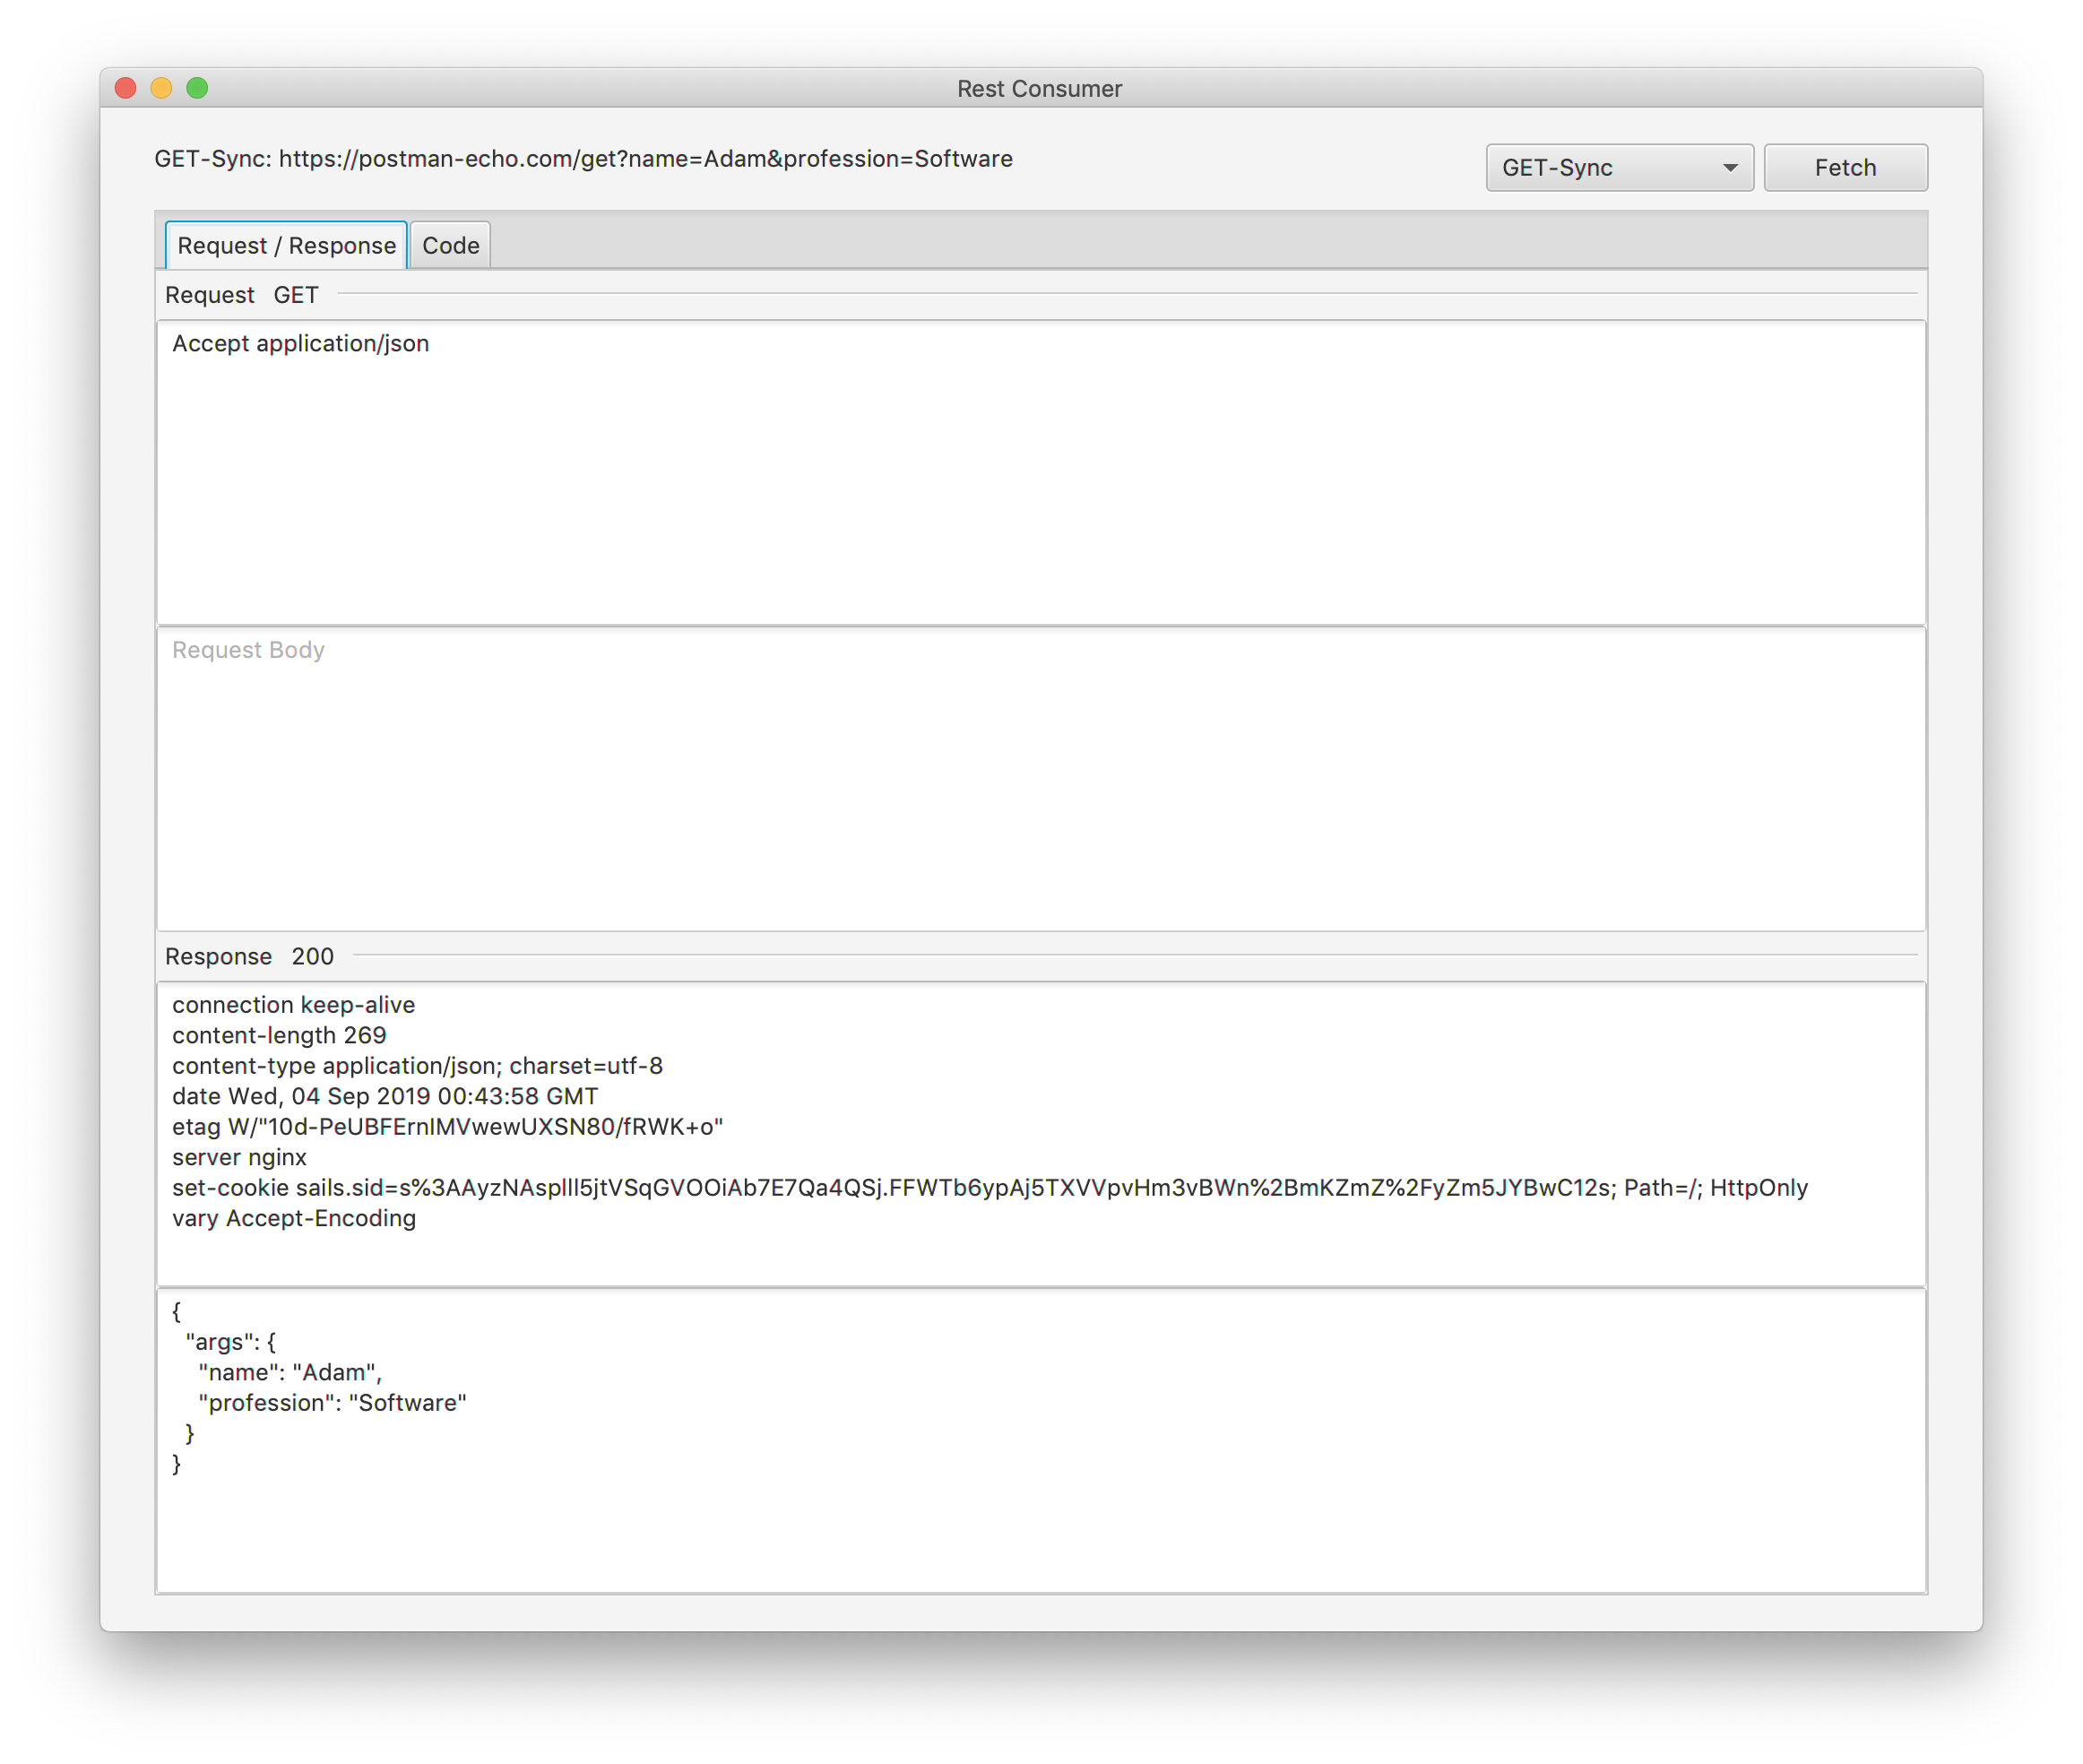 Rest Consumer
GET-Sync: https://postman-echo.com/get?name=Adam&profession=Software
GET-Sync
Fetch
Request / Response
Code
Request GET
Accept application/json
Request Body
Response 200
connection keep-alive
content-length 269
content-type application/json; charset=utf-8
date Wed, 04 Sep 2019 00:43:58 GMT
etag W/"10d-PeUBFErnIMVwewUXSN80/fRWK+o"
server nginx
set-cookie sails.sid=s%3AAyzNAsplIl5jtVSqGVOOiAb7E7Qa4QSj.FFWTb6ypAj5TXVVpvHm3vBWn%2BmKZmZ%2FyZm5JYBwC12s; Path=/; HttpOnly
vary Accept-Encoding
{
  "args": {
    "name": "Adam",
    "profession": "Software"
  }
}